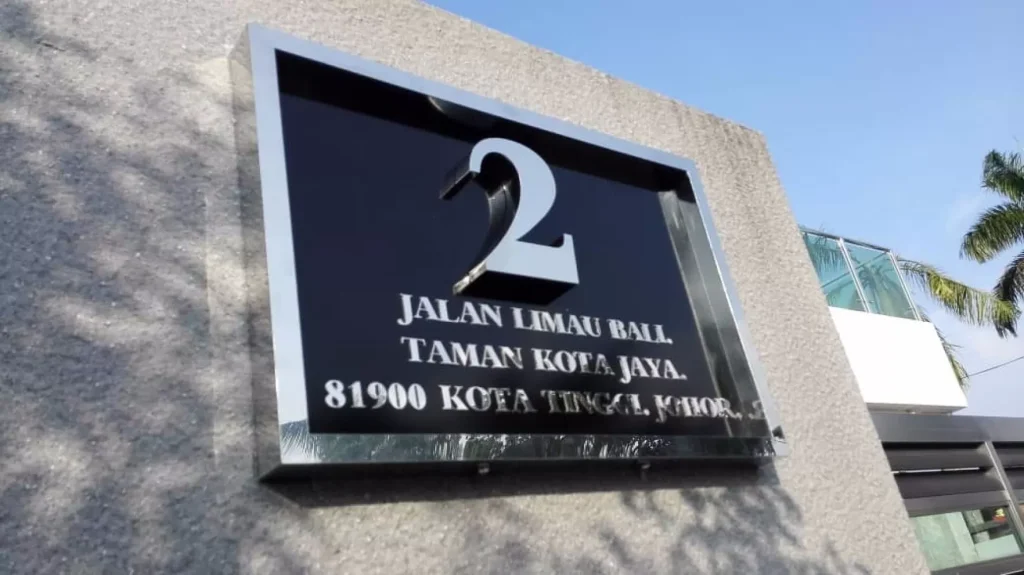 2
JALAN LIMAU BALI,
TAMAN KOTA JAYA,
81900 KOTA TINGGI, JOHOR.